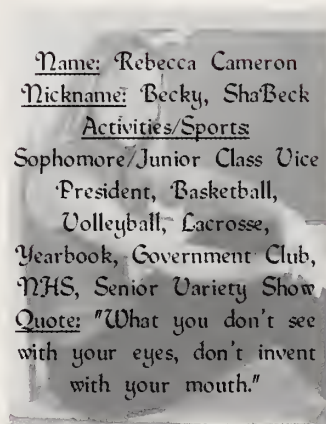 Name: Rebecca Cameron
Nickname: Becky, ShaBeck
Activities/Sports:
Sophomore/Junior Class Vice
President, Basketball,
Volleyball, Lacrosse,
Yearbook, Government Club,
NHS, Senior Variety Show
Quote: "What you don't see
with your eyes, don't invent
with your mouth."